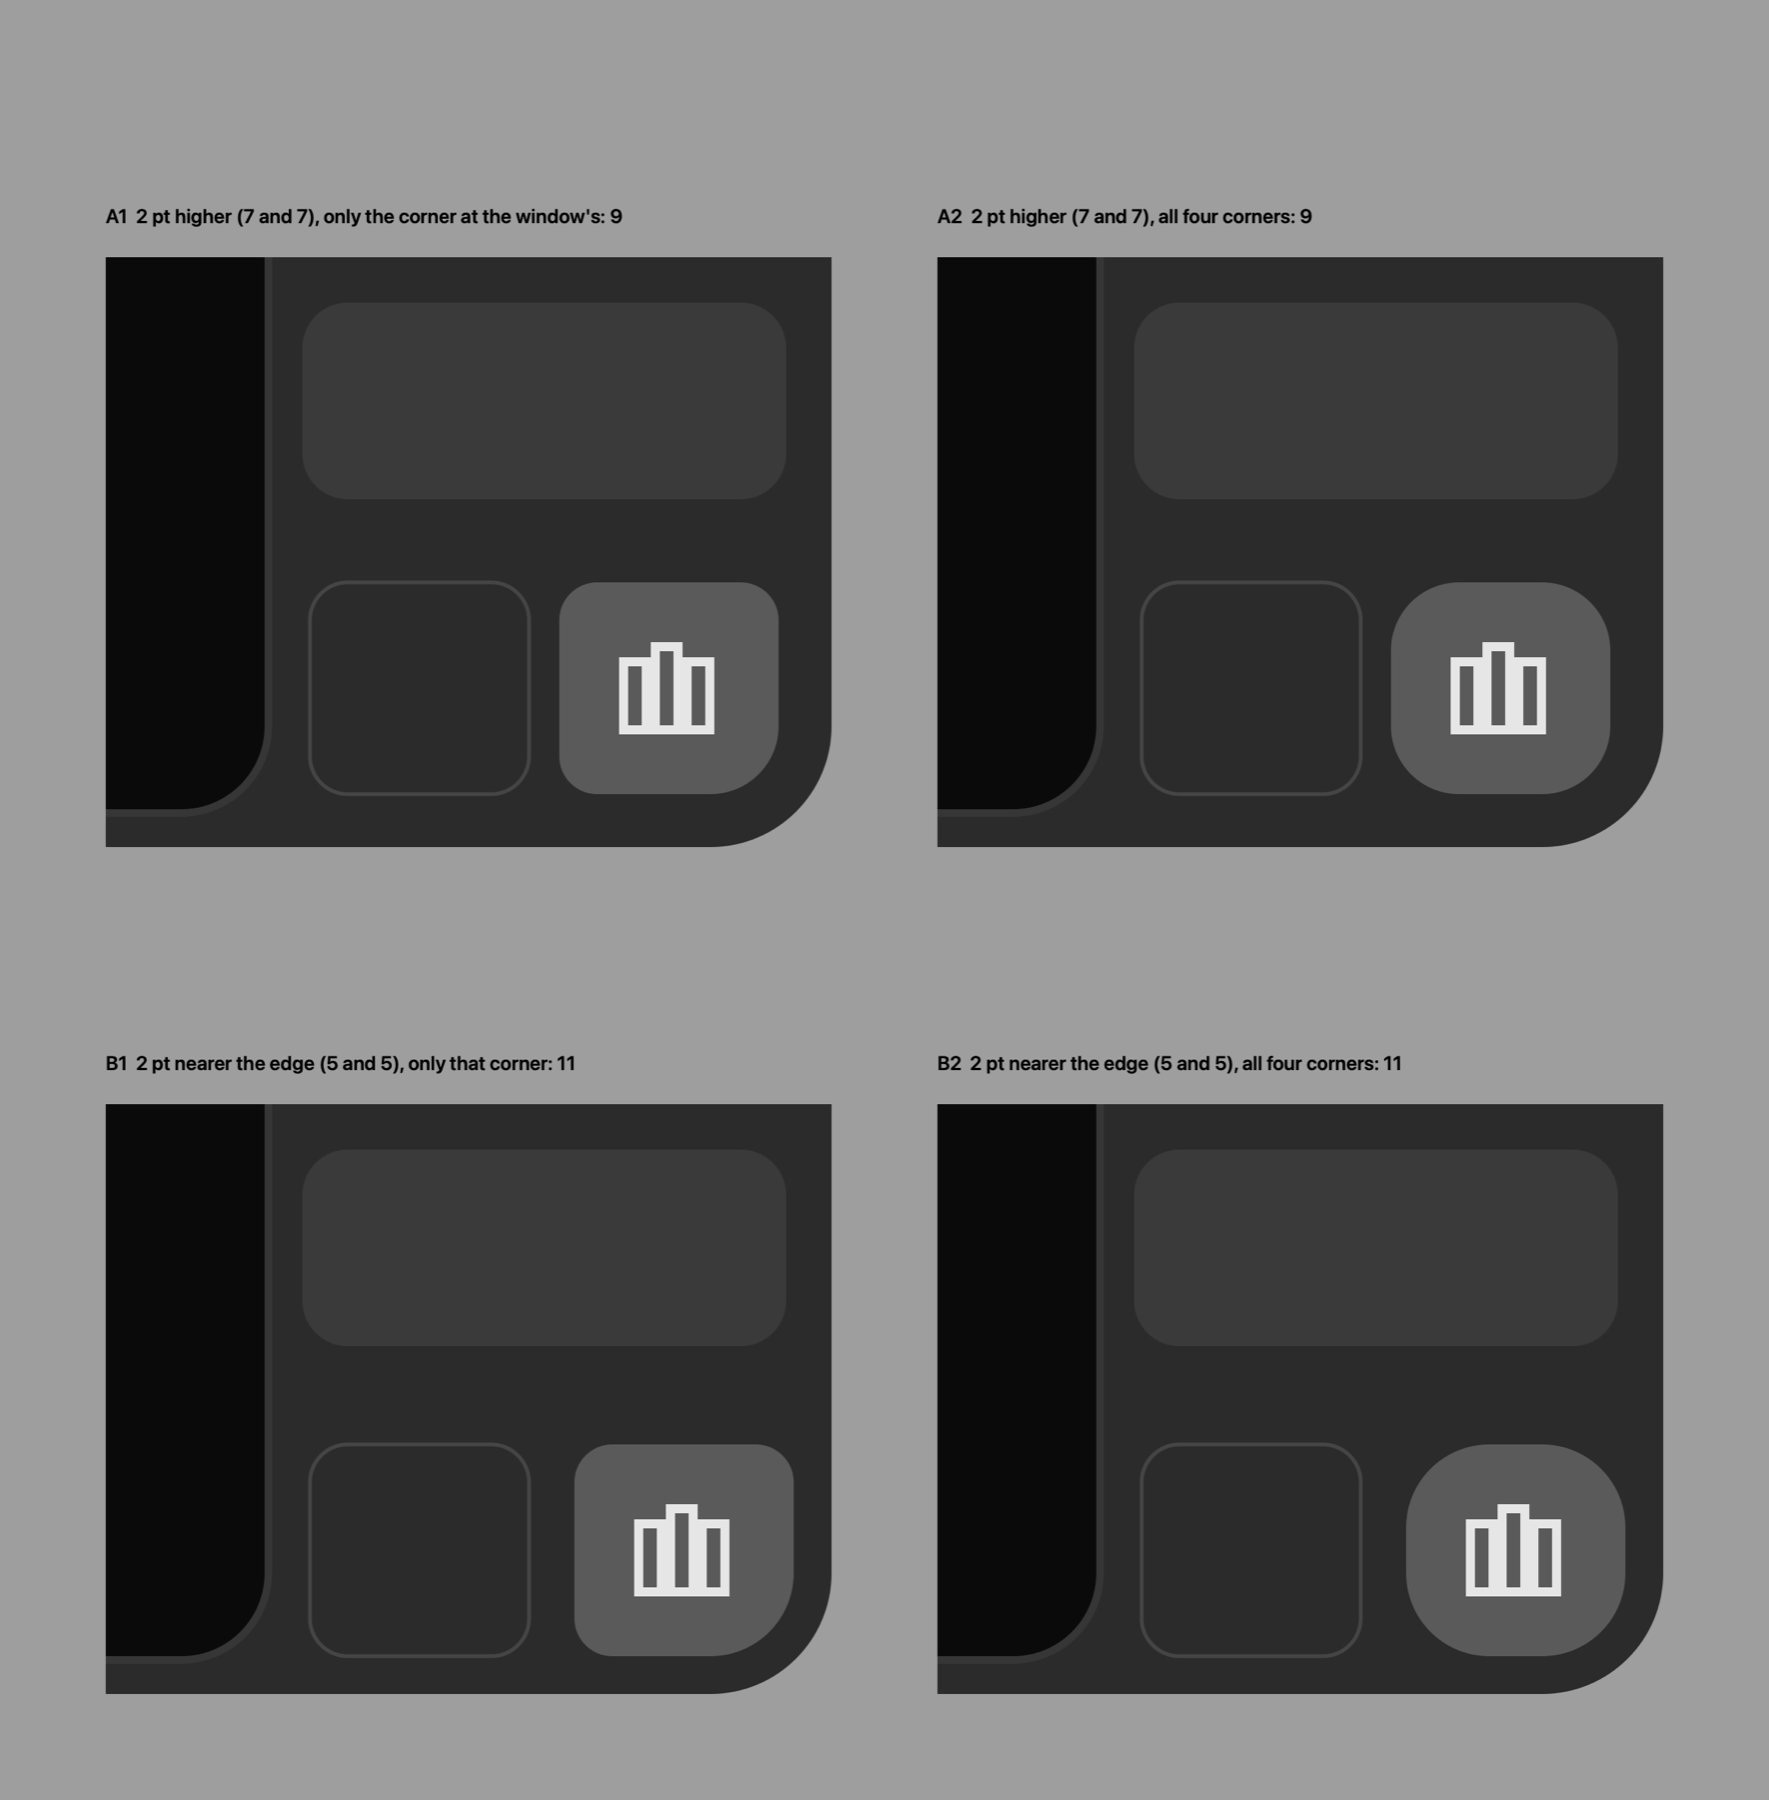 A1 2 pt higher (7 and 7), only the corner at the window's: 9
A2 2 pt higher (7 and 7), all four corners: 9
B1 2 pt nearer the edge (5 and 5), only that corner: 11
B2 2 pt nearer the edge (5 and 5), all four corners: 11